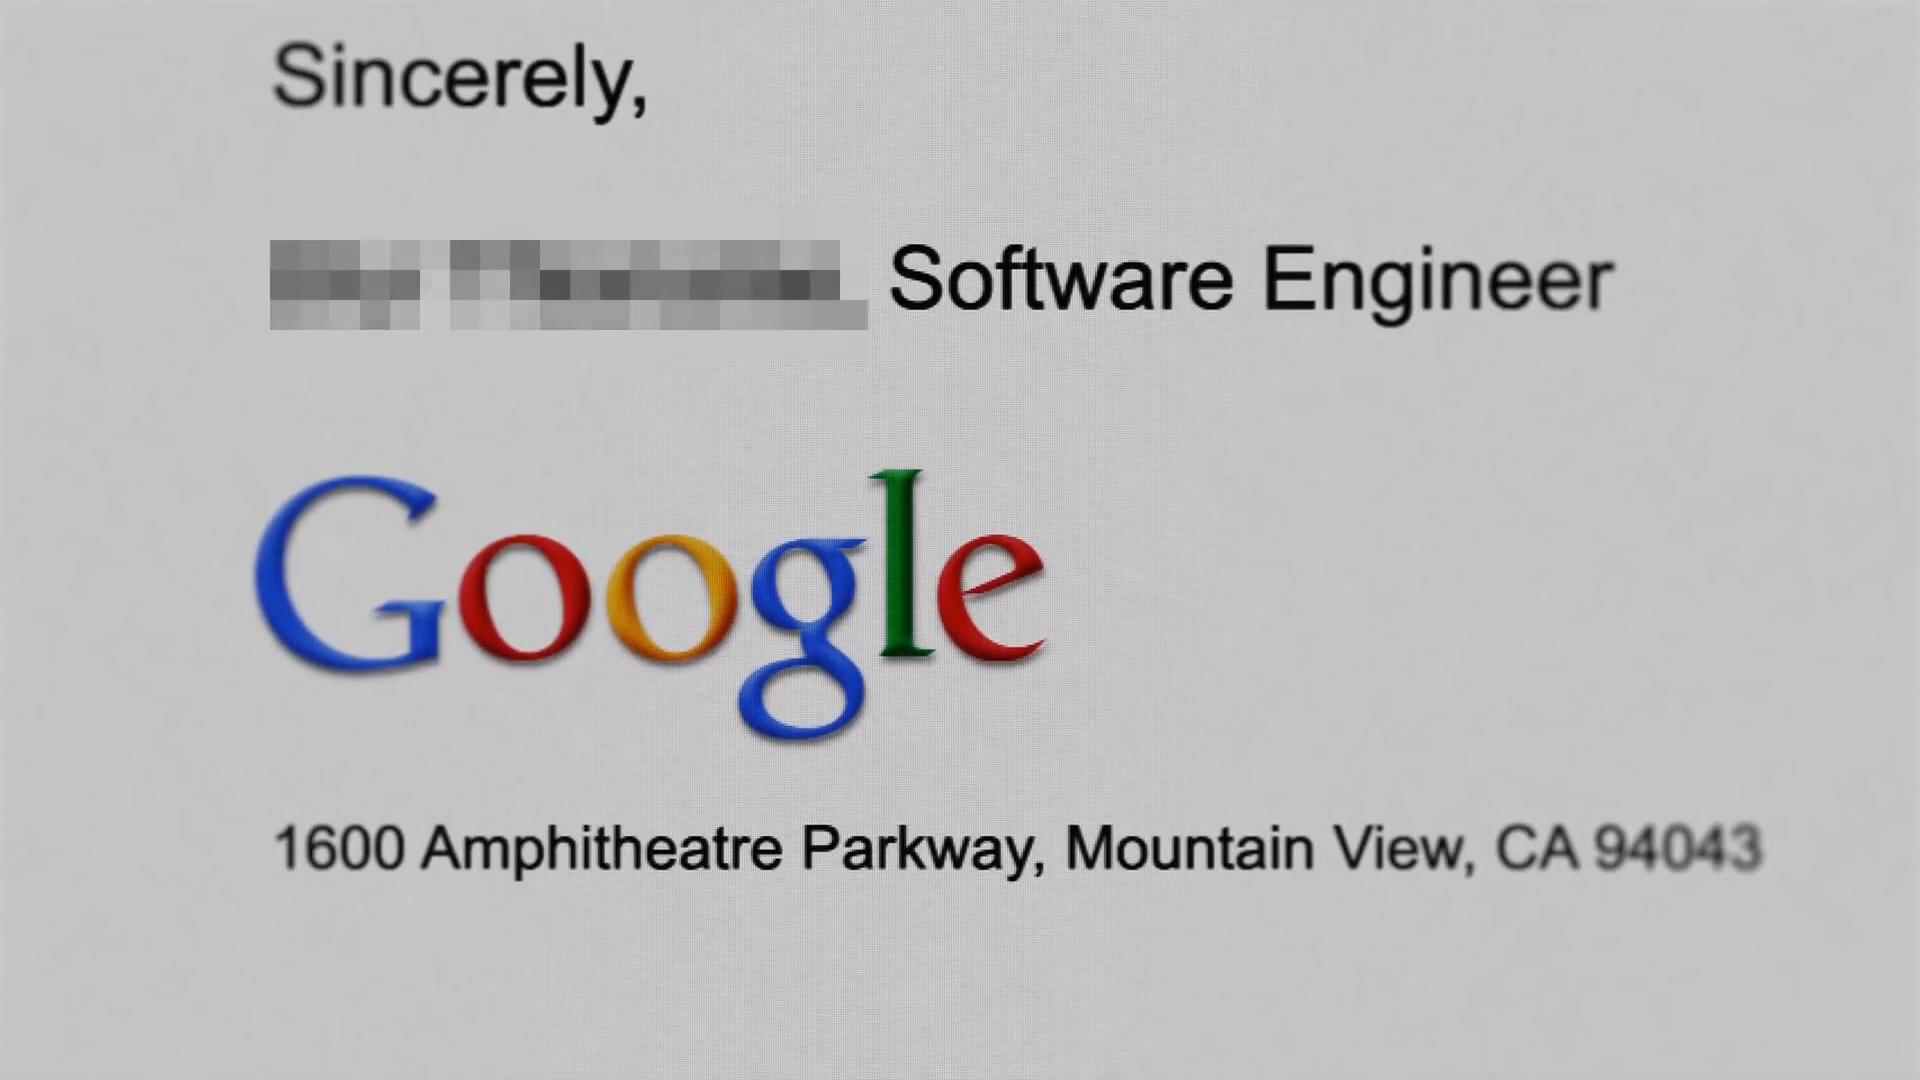 Sincerely,
Software Engineer
Google
1600 Amphitheatre Parkway, Mountain View, CA 94043